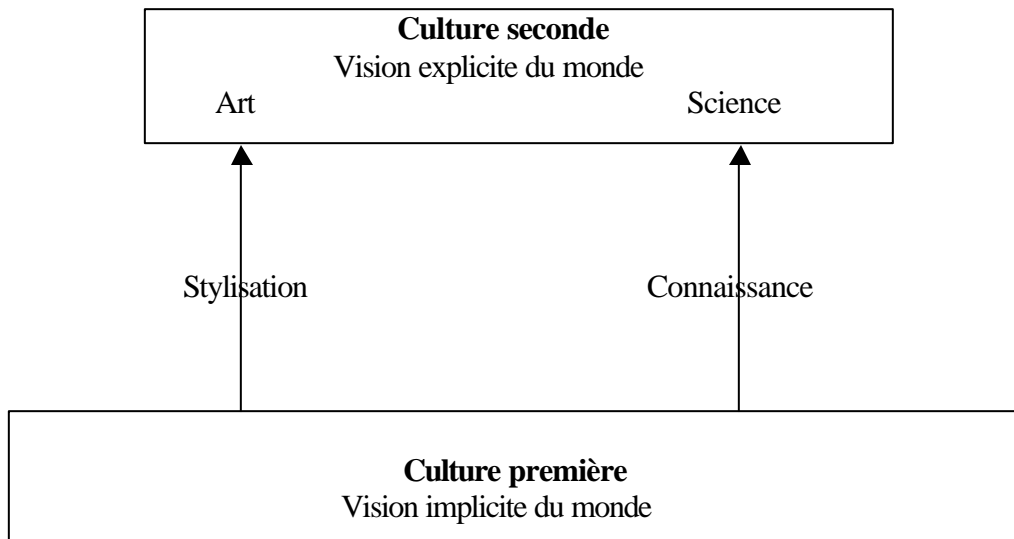 Culture seconde
Vision explicite du monde
Art Science
Stylisation Connaissance
Culture première
Vision implicite du monde